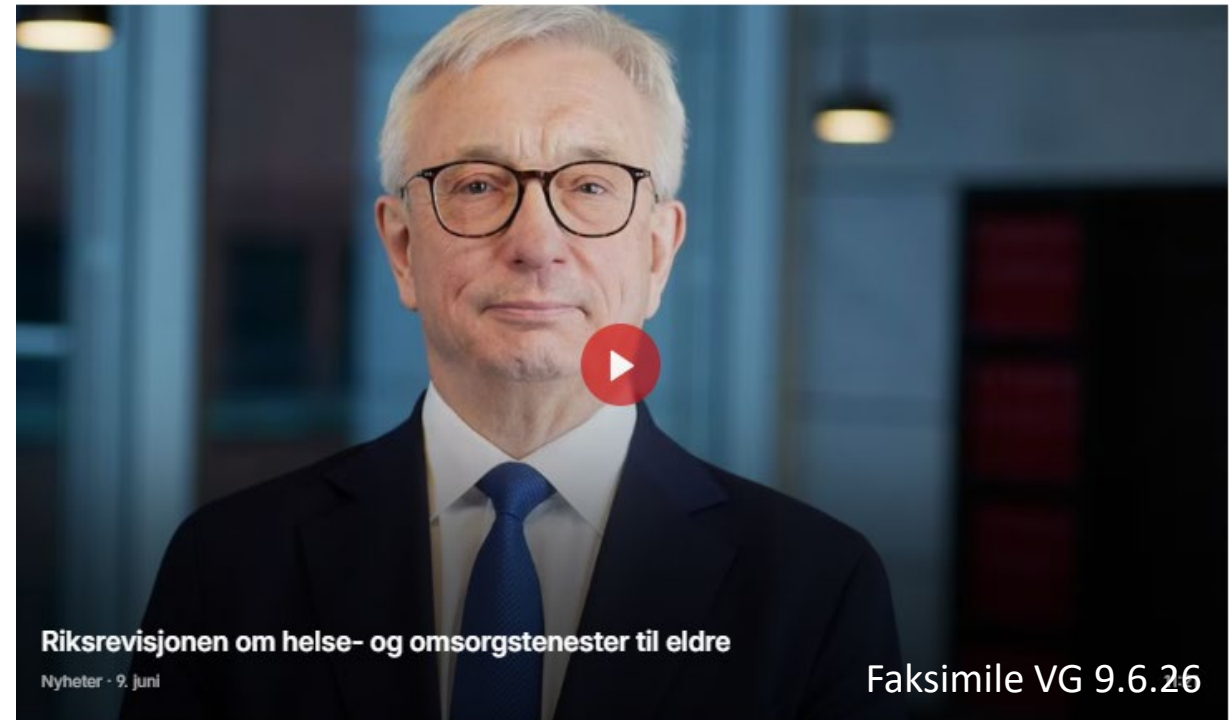 Riksrevisjonen om helse- og omsorgstenester til eldre
Nyheter · 9. juni
Faksimile VG 9.6.26